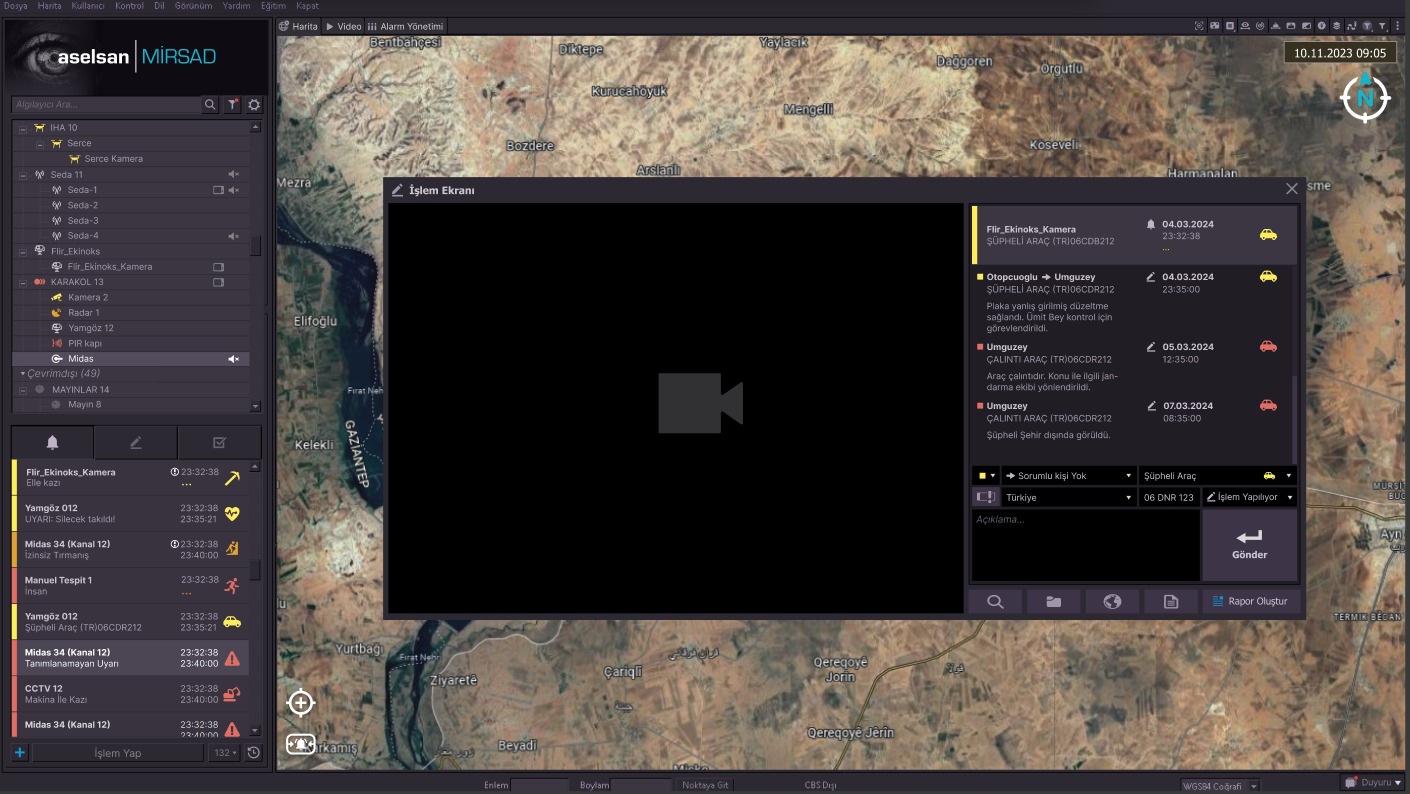 Dosya Harita Kullanıcı Kontrol Dil Görünüm Yardım Eğitim Kapat
aselsan MİRSAD
Algılayıcı Ara...
İHA 10
Serce
Serce Kamera
Seda 11
Seda-1
Seda-2
Seda-3
Seda-4
Flir_Ekinoks
Flir_Ekinoks_Kamera
KARAKOL 13
Kamera 2
Radar 1
Yamgöz 12
PIR kapı
Midas
Çevrimdışı (49)
MAYINLAR 14
Mayın 8
Flir_Ekinoks_Kamera 23:32:38
Elle kazı ...
Yamgöz 012 23:32:38
UYARI: Silecek takıldı! 23:35:21
Midas 34 (Kanal 12) 23:32:38
İzinsiz Tırmanış 23:40:00
Manuel Tespit 1 23:32:38
İnsan ...
Yamgöz 012 23:32:38
Şüpheli Araç (TR)06CDR212 23:35:21
Midas 34 (Kanal 12) 23:32:38
Tanımlanamayan Uyarı 23:40:00
CCTV 12 23:32:38
Makina İle Kazı 23:40:00
Midas 34 (Kanal 12) 23:32:38
23:40:00
+ İşlem Yap 132
Harita Video Alarm Yönetimi
10.11.2023 09:05
N
Bentbahçesi
Diktepe
Yaylacık
Dağgören
Örgütlü
Kurucahöyük
Mengelli
Bozdere
Köseveli
Arslanlı
Harmanalan
Mezra
Elifoğlu
Fırat Neh
GAZİANTEP
Kelekli
Yurtbağı
Fırat Nehri
Ziyaretê
Çariqlî
Qereqoyê
Jorin
Qereqoyê Jêrin
Beyadî
arkamış
MÜRŞİT
Ayn
TERMIK BECAN
İşlem Ekranı
Flir_Ekinoks_Kamera 04.03.2024
ŞÜPHELİ ARAÇ (TR)06CDB212 23:32:38
...
Otopcuoglu → Umguzey 04.03.2024
ŞÜPHELİ ARAÇ (TR)06CDR212 23:35:00
Plaka yanlış girilmiş düzeltme
sağlandı. Ümit Bey kontrol için
görevlendirildi.
Umguzey 05.03.2024
ÇALINTI ARAÇ (TR)06CDR212 12:35:00
Araç çalıntıdır. Konu ile ilgili jan-
darma ekibi yönlendirildi.
Umguzey 07.03.2024
ÇALINTI ARAÇ (TR)06CDR212 08:35:00
Şüpheli Şehir dışında görüldü.
→ Sorumlu kişi Yok Şüpheli Araç
Türkiye 06 DNR 123 İşlem Yapılıyor
Açıklama...
Gönder
Rapor Oluştur
Enlem Boylam Noktaya Git CBS Dışı WGS84 Coğrafi Duyuru